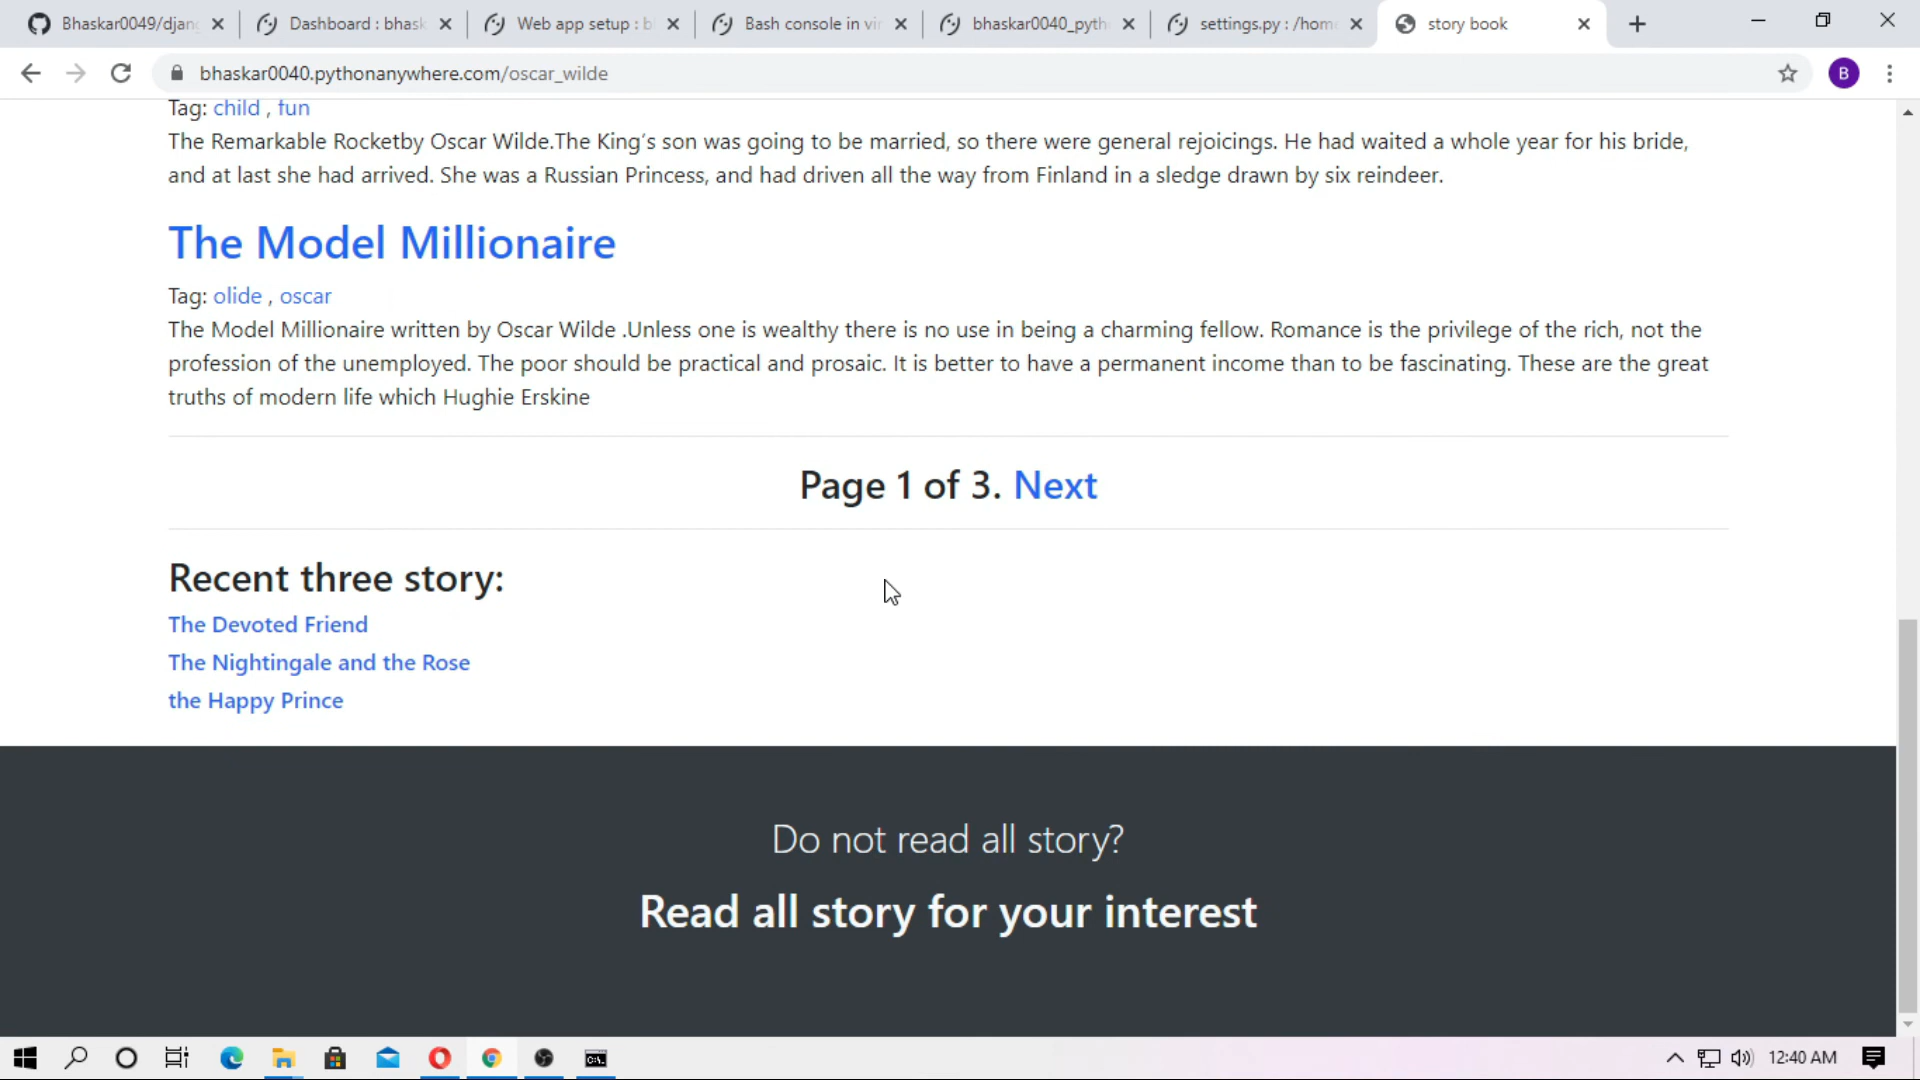 Bhaskar0049/djang
Dashboard : bhask
Web app setup : b
Bash console in vir
bhaskar0040_pyth
settings.py : /home
story book
bhaskar0040.pythonanywhere.com/oscar_wilde
B
Tag: child , fun
The Remarkable Rocketby Oscar Wilde.The King's son was going to be married, so there were general rejoicings. He had waited a whole year for his bride,
and at last she had arrived. She was a Russian Princess, and had driven all the way from Finland in a sledge drawn by six reindeer.
The Model Millionaire
Tag: olide , oscar
The Model Millionaire written by Oscar Wilde .Unless one is wealthy there is no use in being a charming fellow. Romance is the privilege of the rich, not the
profession of the unemployed. The poor should be practical and prosaic. It is better to have a permanent income than to be fascinating. These are the great
truths of modern life which Hughie Erskine
Page 1 of 3. Next
Recent three story:
The Devoted Friend
The Nightingale and the Rose
the Happy Prince
Do not read all story?
Read all story for your interest
12:40 AM